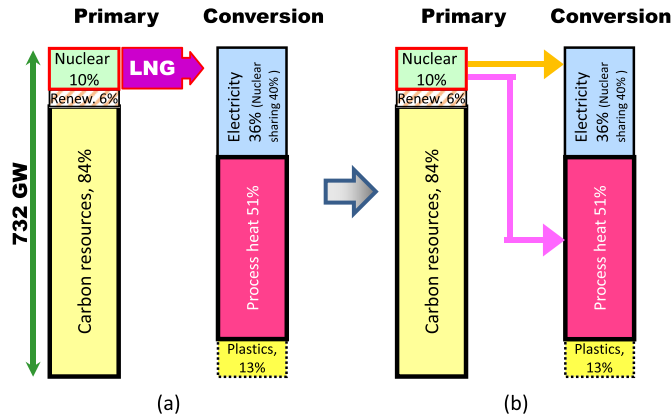 Primary
Conversion
Nuclear
10%
LNG
Renew. 6%
Carbon resources, 84%
732 GW
Electricity
36% (Nuclear
sharing 40% )
Process heat 51%
Plastics,
13%
(a)
Primary
Conversion
Nuclear
10%
Renew. 6%
Carbon resources, 84%
Electricity
36% (Nuclear
sharing 40% )
Process heat 51%
Plastics,
13%
(b)